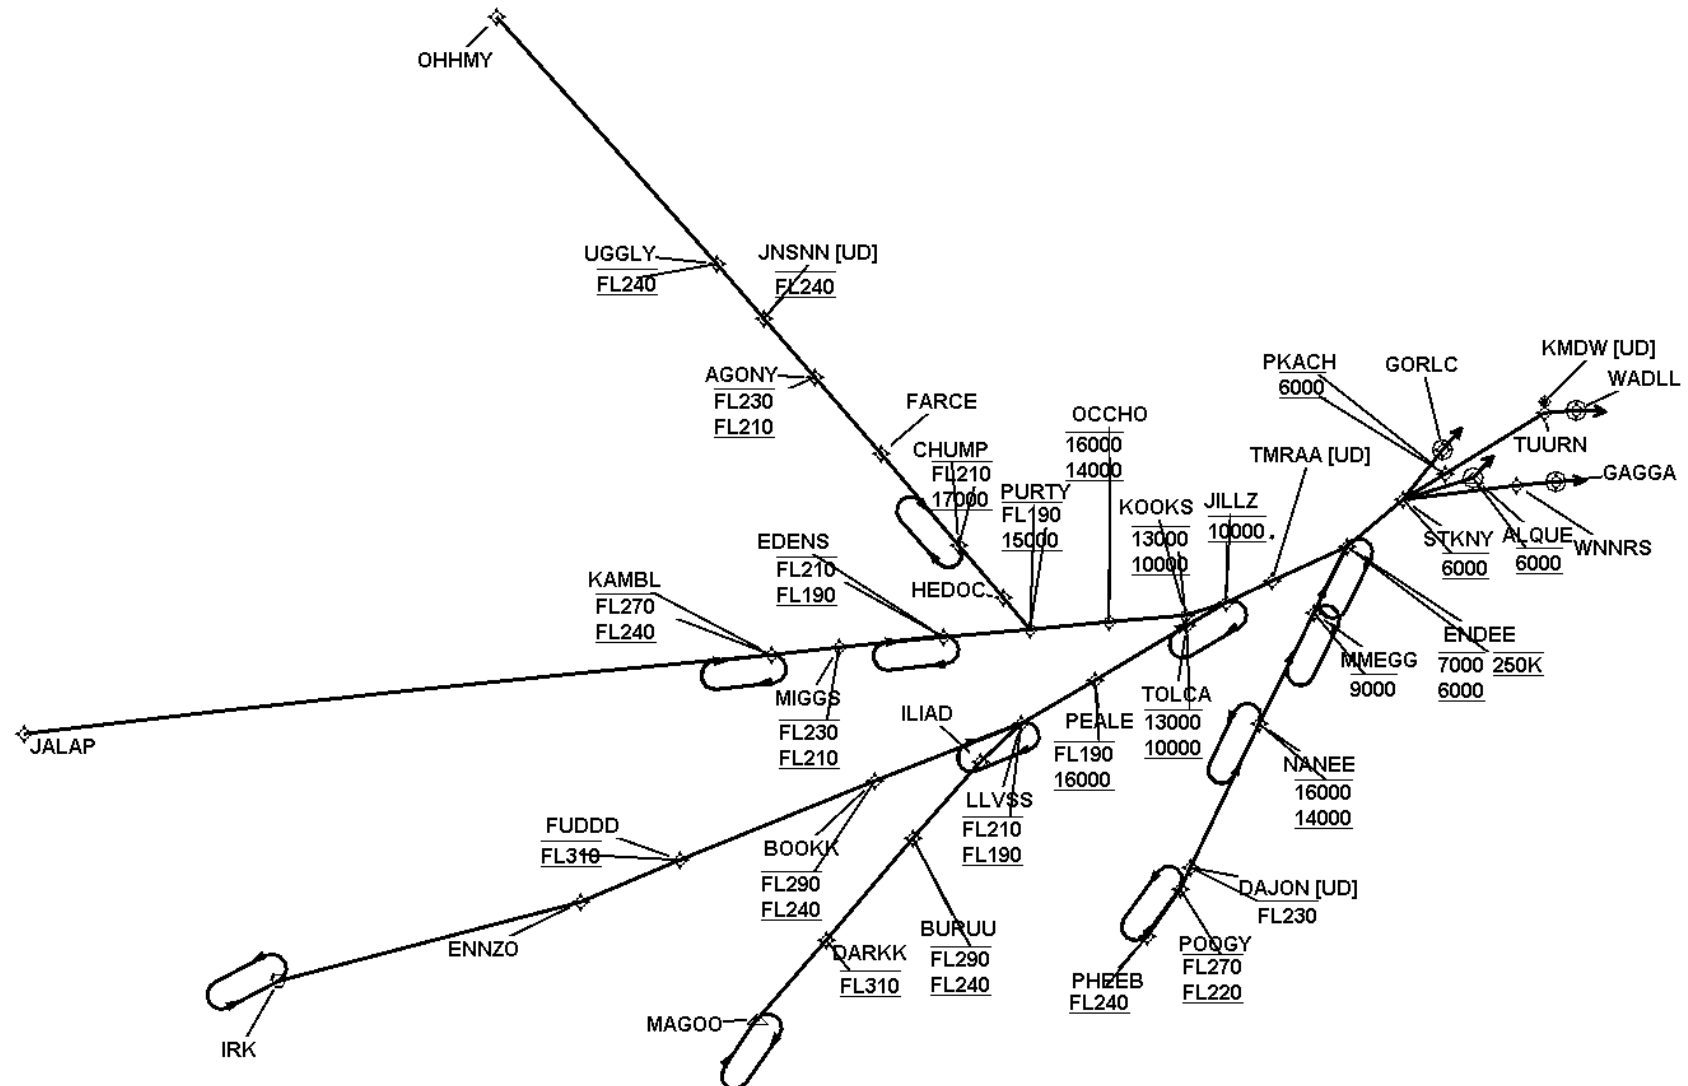 OHHMY
UGGLY
FL240
JNSNN [UD]
FL240
AGONY
FL230
FL210
FARCE
CHUMP
FL210
17000
PURTY
FL190
15000
HEDOC
OCCHO
16000
14000
KOOKS
13000
10000
JILLZ
10000
TMRAA [UD]
PKACH
6000
GORLC
KMDW [UD]
WADLL
TUURN
GAGGA
WNNRS
ALQUE
6000
STKNY
6000
ENDEE
7000
6000
250K
MMEGG
9000
EDENS
FL210
FL190
KAMBL
FL270
FL240
MIGGS
FL230
FL210
JALAP
ILIAD
PEALE
FL190
16000
TOLCA
13000
10000
NANEE
16000
14000
LLVSS
FL210
FL190
FUDDD
FL310
BOOKK
FL290
FL240
ENNZO
IRK
BURUU
FL290
FL240
DARKK
FL310
MAGOO
DAJON [UD]
FL230
POOGY
FL270
FL220
PHEEB
FL240